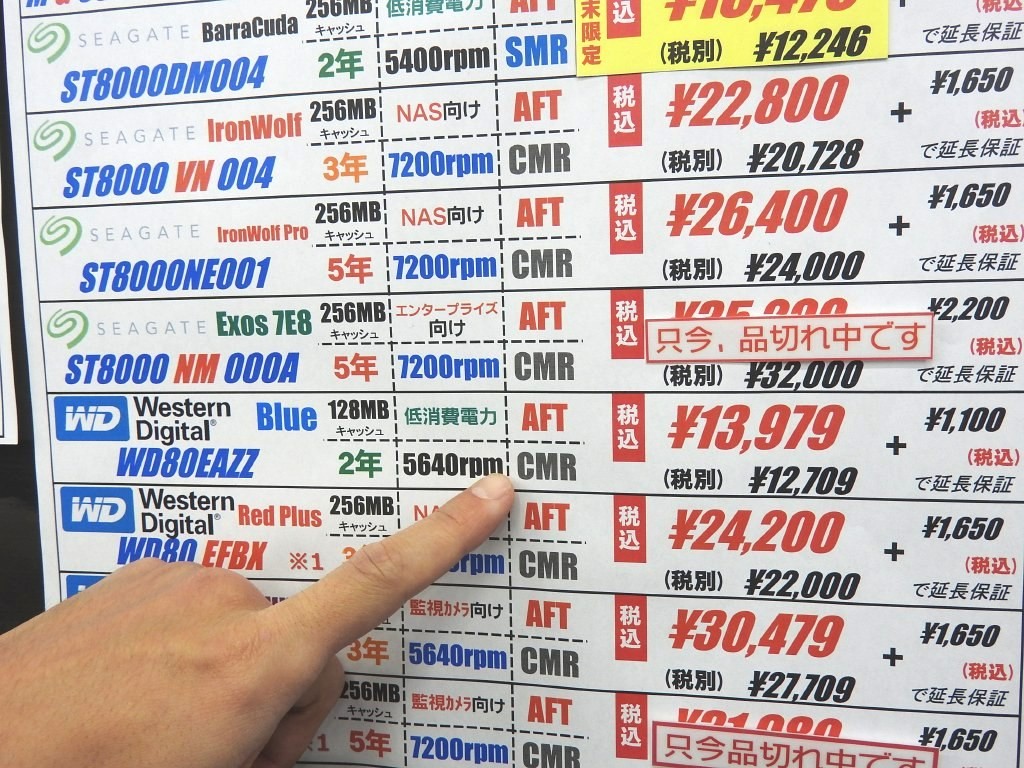 256MB 低消費電力 AFT
SEAGATE BarraCuda キャッシュ 末限定 税込
ST8000DM004 2年 5400rpm SMR (税別) ¥12,246 で延長保証
SEAGATE IronWolf 256MB キャッシュ NAS向け AFT 税込 ¥22,800 + ¥1,650 (税込)
ST8000 VN 004 3年 7200rpm CMR (税別) ¥20,728 で延長保証
SEAGATE IronWolf Pro 256MB キャッシュ NAS向け AFT 税込 ¥26,400 + ¥1,650 (税込)
ST8000NE001 5年 7200rpm CMR (税別) ¥24,000 で延長保証
SEAGATE Exos 7E8 256MB キャッシュ エンタープライズ向け AFT 税込 只今、品切れ中です ¥2,200 (税込)
ST8000 NM 000A 5年 7200rpm CMR (税別) ¥32,000 で延長保証
WD Western Digital Blue 128MB キャッシュ 低消費電力 AFT 税込 ¥13,979 + ¥1,100 (税込)
WD80EAZZ 2年 5640rpm CMR (税別) ¥12,709 で延長保証
WD Western Digital Red Plus 256MB キャッシュ AFT 税込 ¥24,200 + ¥1,650 (税込)
WD80 EFBX ※1 rpm CMR (税別) ¥22,000 で延長保証
監視カメラ向け AFT 税込 ¥30,479 + ¥1,650 (税込)
3年 5640rpm CMR (税別) ¥27,709 で延長保証
256MB キャッシュ 監視カメラ向け AFT 税込 ¥1,650
※1 5年 7200rpm CMR 只今品切れ中です